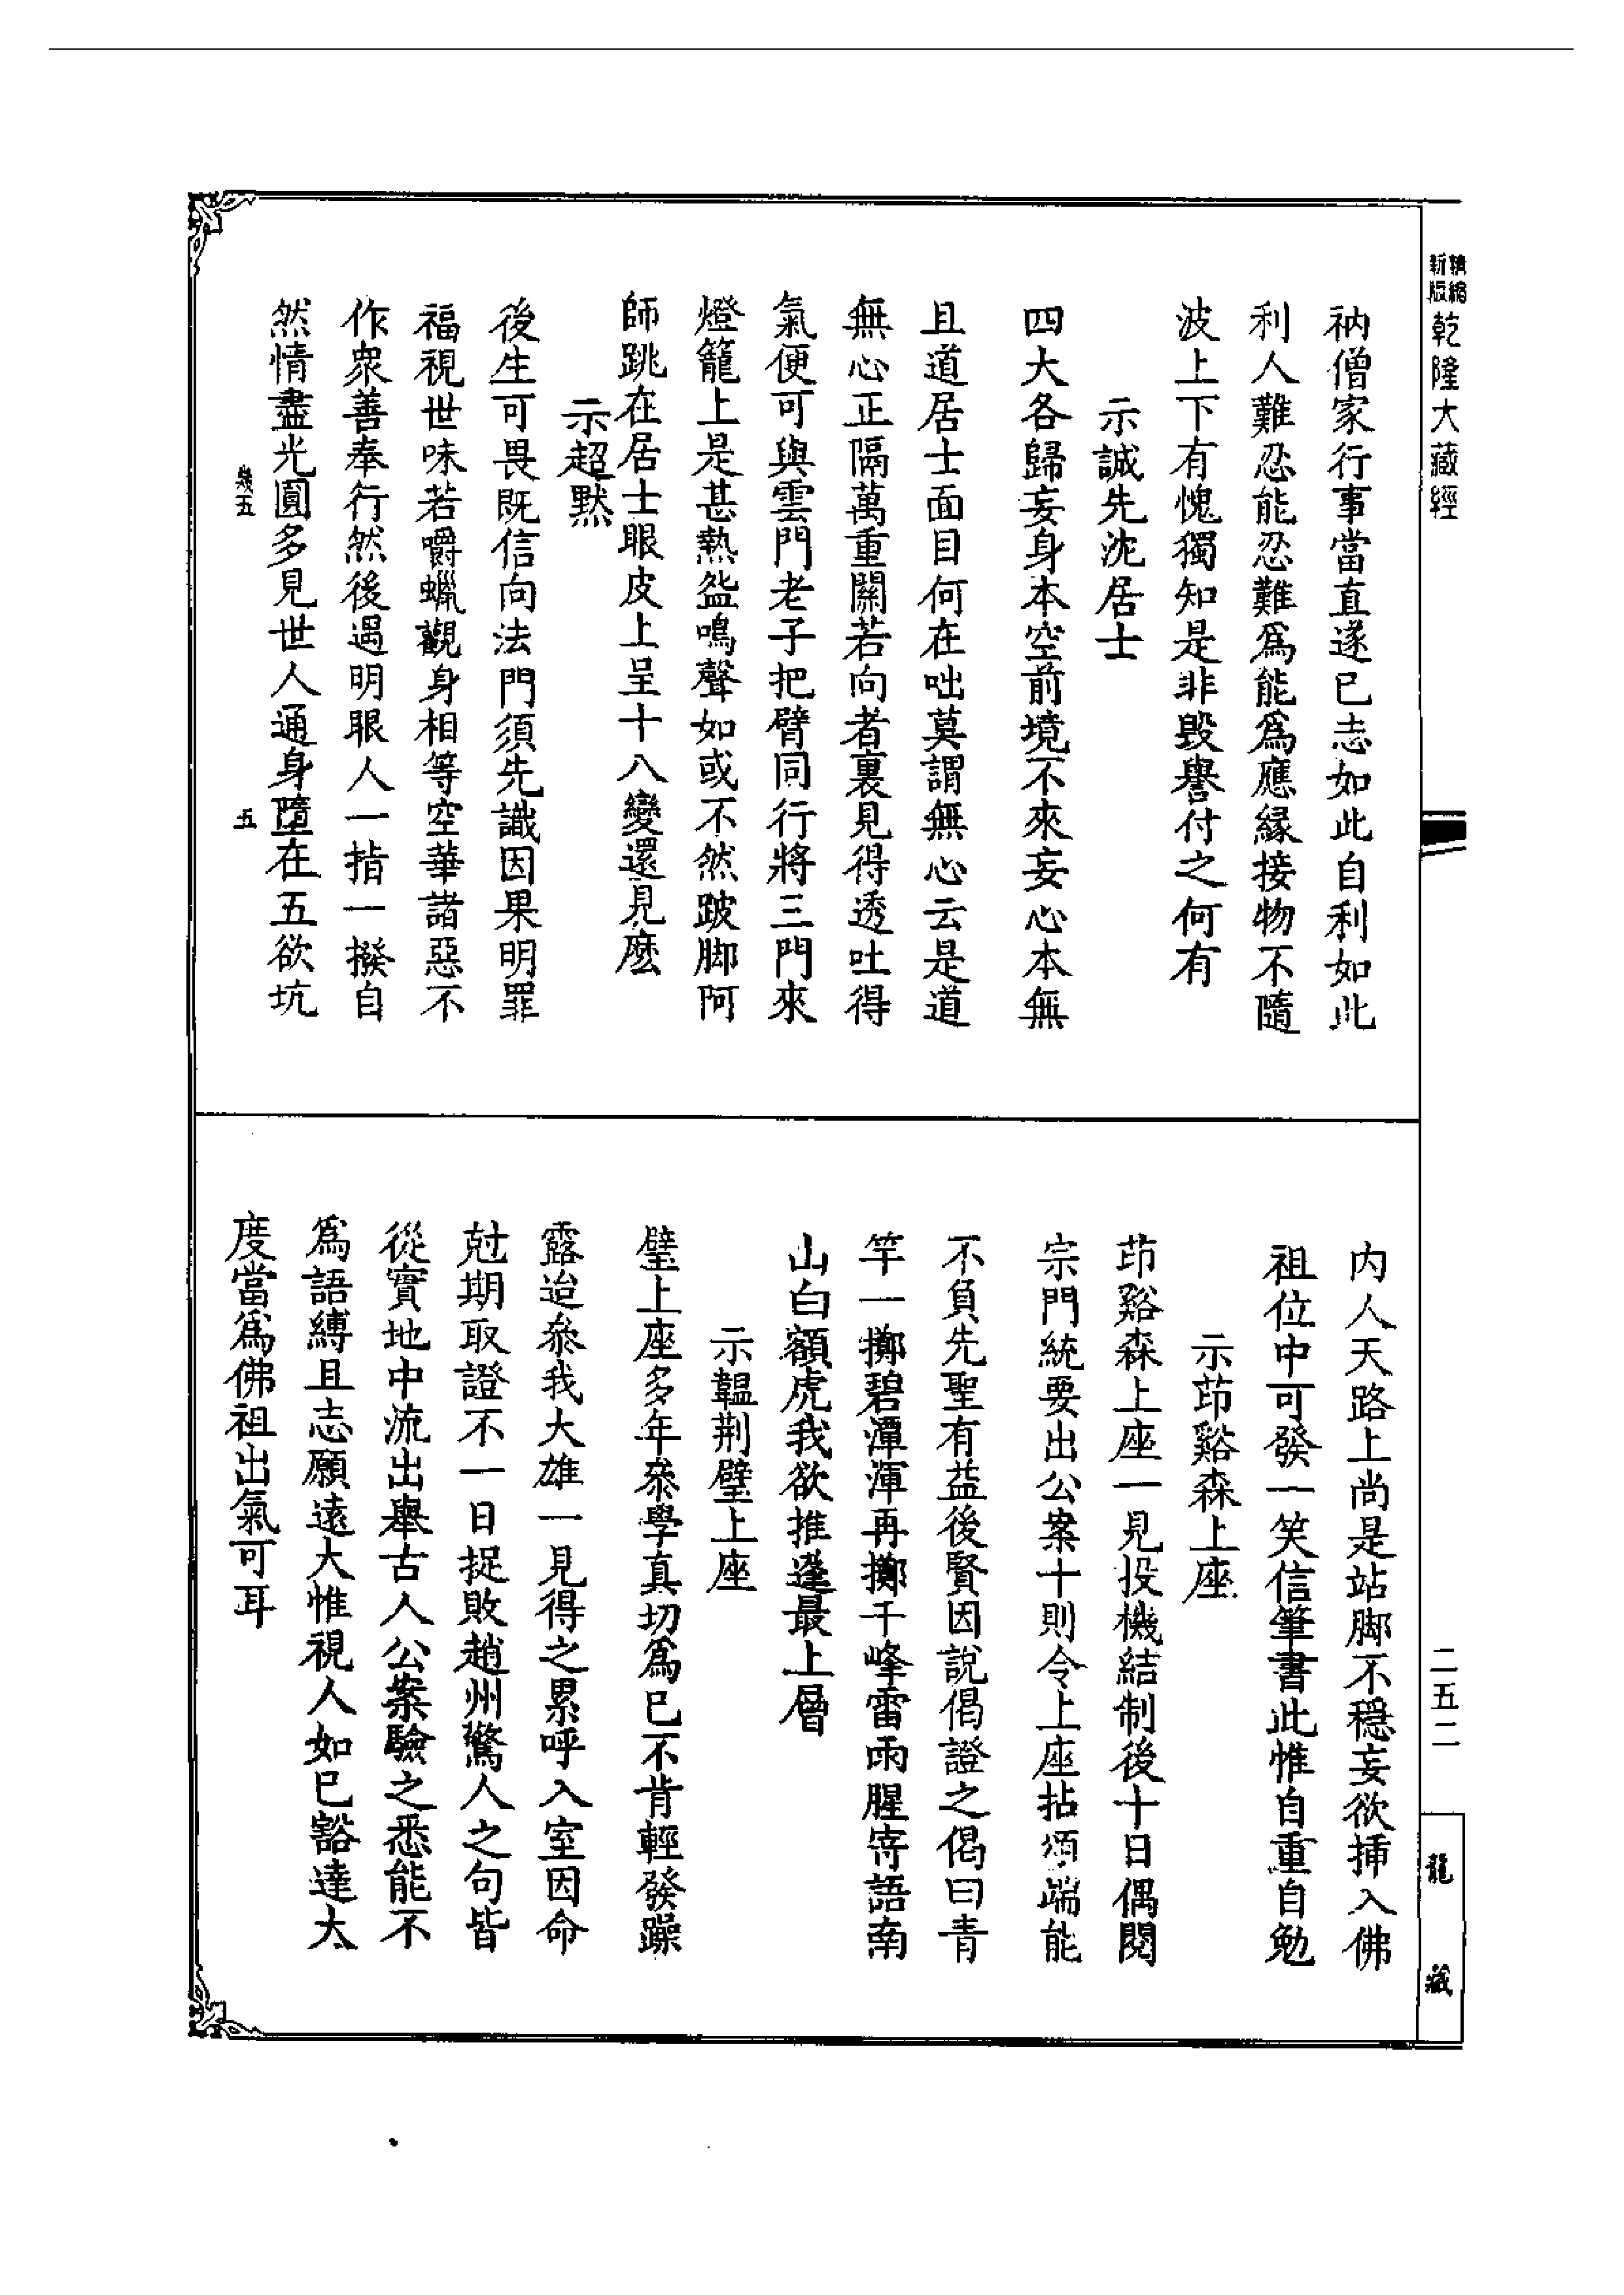 精縮
新版
乾隆大藏經
衲僧家行事當直遂已志如此自利如此
利人難忍能忍難爲能爲應緣接物不隨
波上下有愧獨知是非毀譽付之何有
示誠先沈居士
四大各歸妄身本空前境不來妄心本無
且道居士面目何在咄莫謂無心云是道
無心正隔萬重關若向者裏見得透吐得
氣便可與雲門老子把臂同行將三門來
燈籠上是甚熱盌鳴聲如或不然跛脚阿
師跳在居士眼皮上呈十八變還見麽
示超黙
後生可畏既信向法門須先識因果明罪
福視世味若嚼蠟觀身相等空華諸惡不
作衆善奉行然後遇明眼人一指一撥自
然情盡光圓多見世人通身墮在五欲坑
幾五
五
内人天路上尚是站脚不穩妄欲揷入佛
祖位中可發一笑信筆書此惟自重自勉
示茆谿森上座
茆谿森上座一見投機結制後十日偶閱
宗門統要出公案十則令上座拈頌端能
不負先聖有益後賢因說偈證之偈曰青
竿一擲碧潭渾再擲千峰雷雨腥寄語南
山白額虎我欲推逢最上層
示韞荆璧上座
璧上座多年叅學真切爲已不肯輕發躁
露迨叅我大雄一見得之累呼入室因命
尅期取證不一日捉敗趙州驚人之句皆
從實地中流出舉古人公案驗之悉能不
爲語縛且志願遠大惟視人如已豁達大
度當爲佛祖出氣可耳
二五二
龍藏